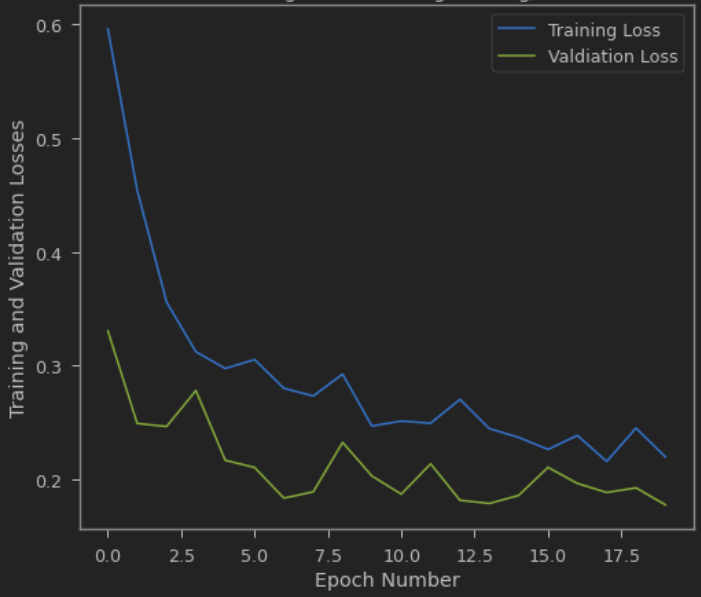 Training Loss
Valdiation Loss
0.6
0.5
0.4
0.3
0.2
Training and Validation Losses
0.0 2.5 5.0 7.5 10.0 12.5 15.0 17.5
Epoch Number